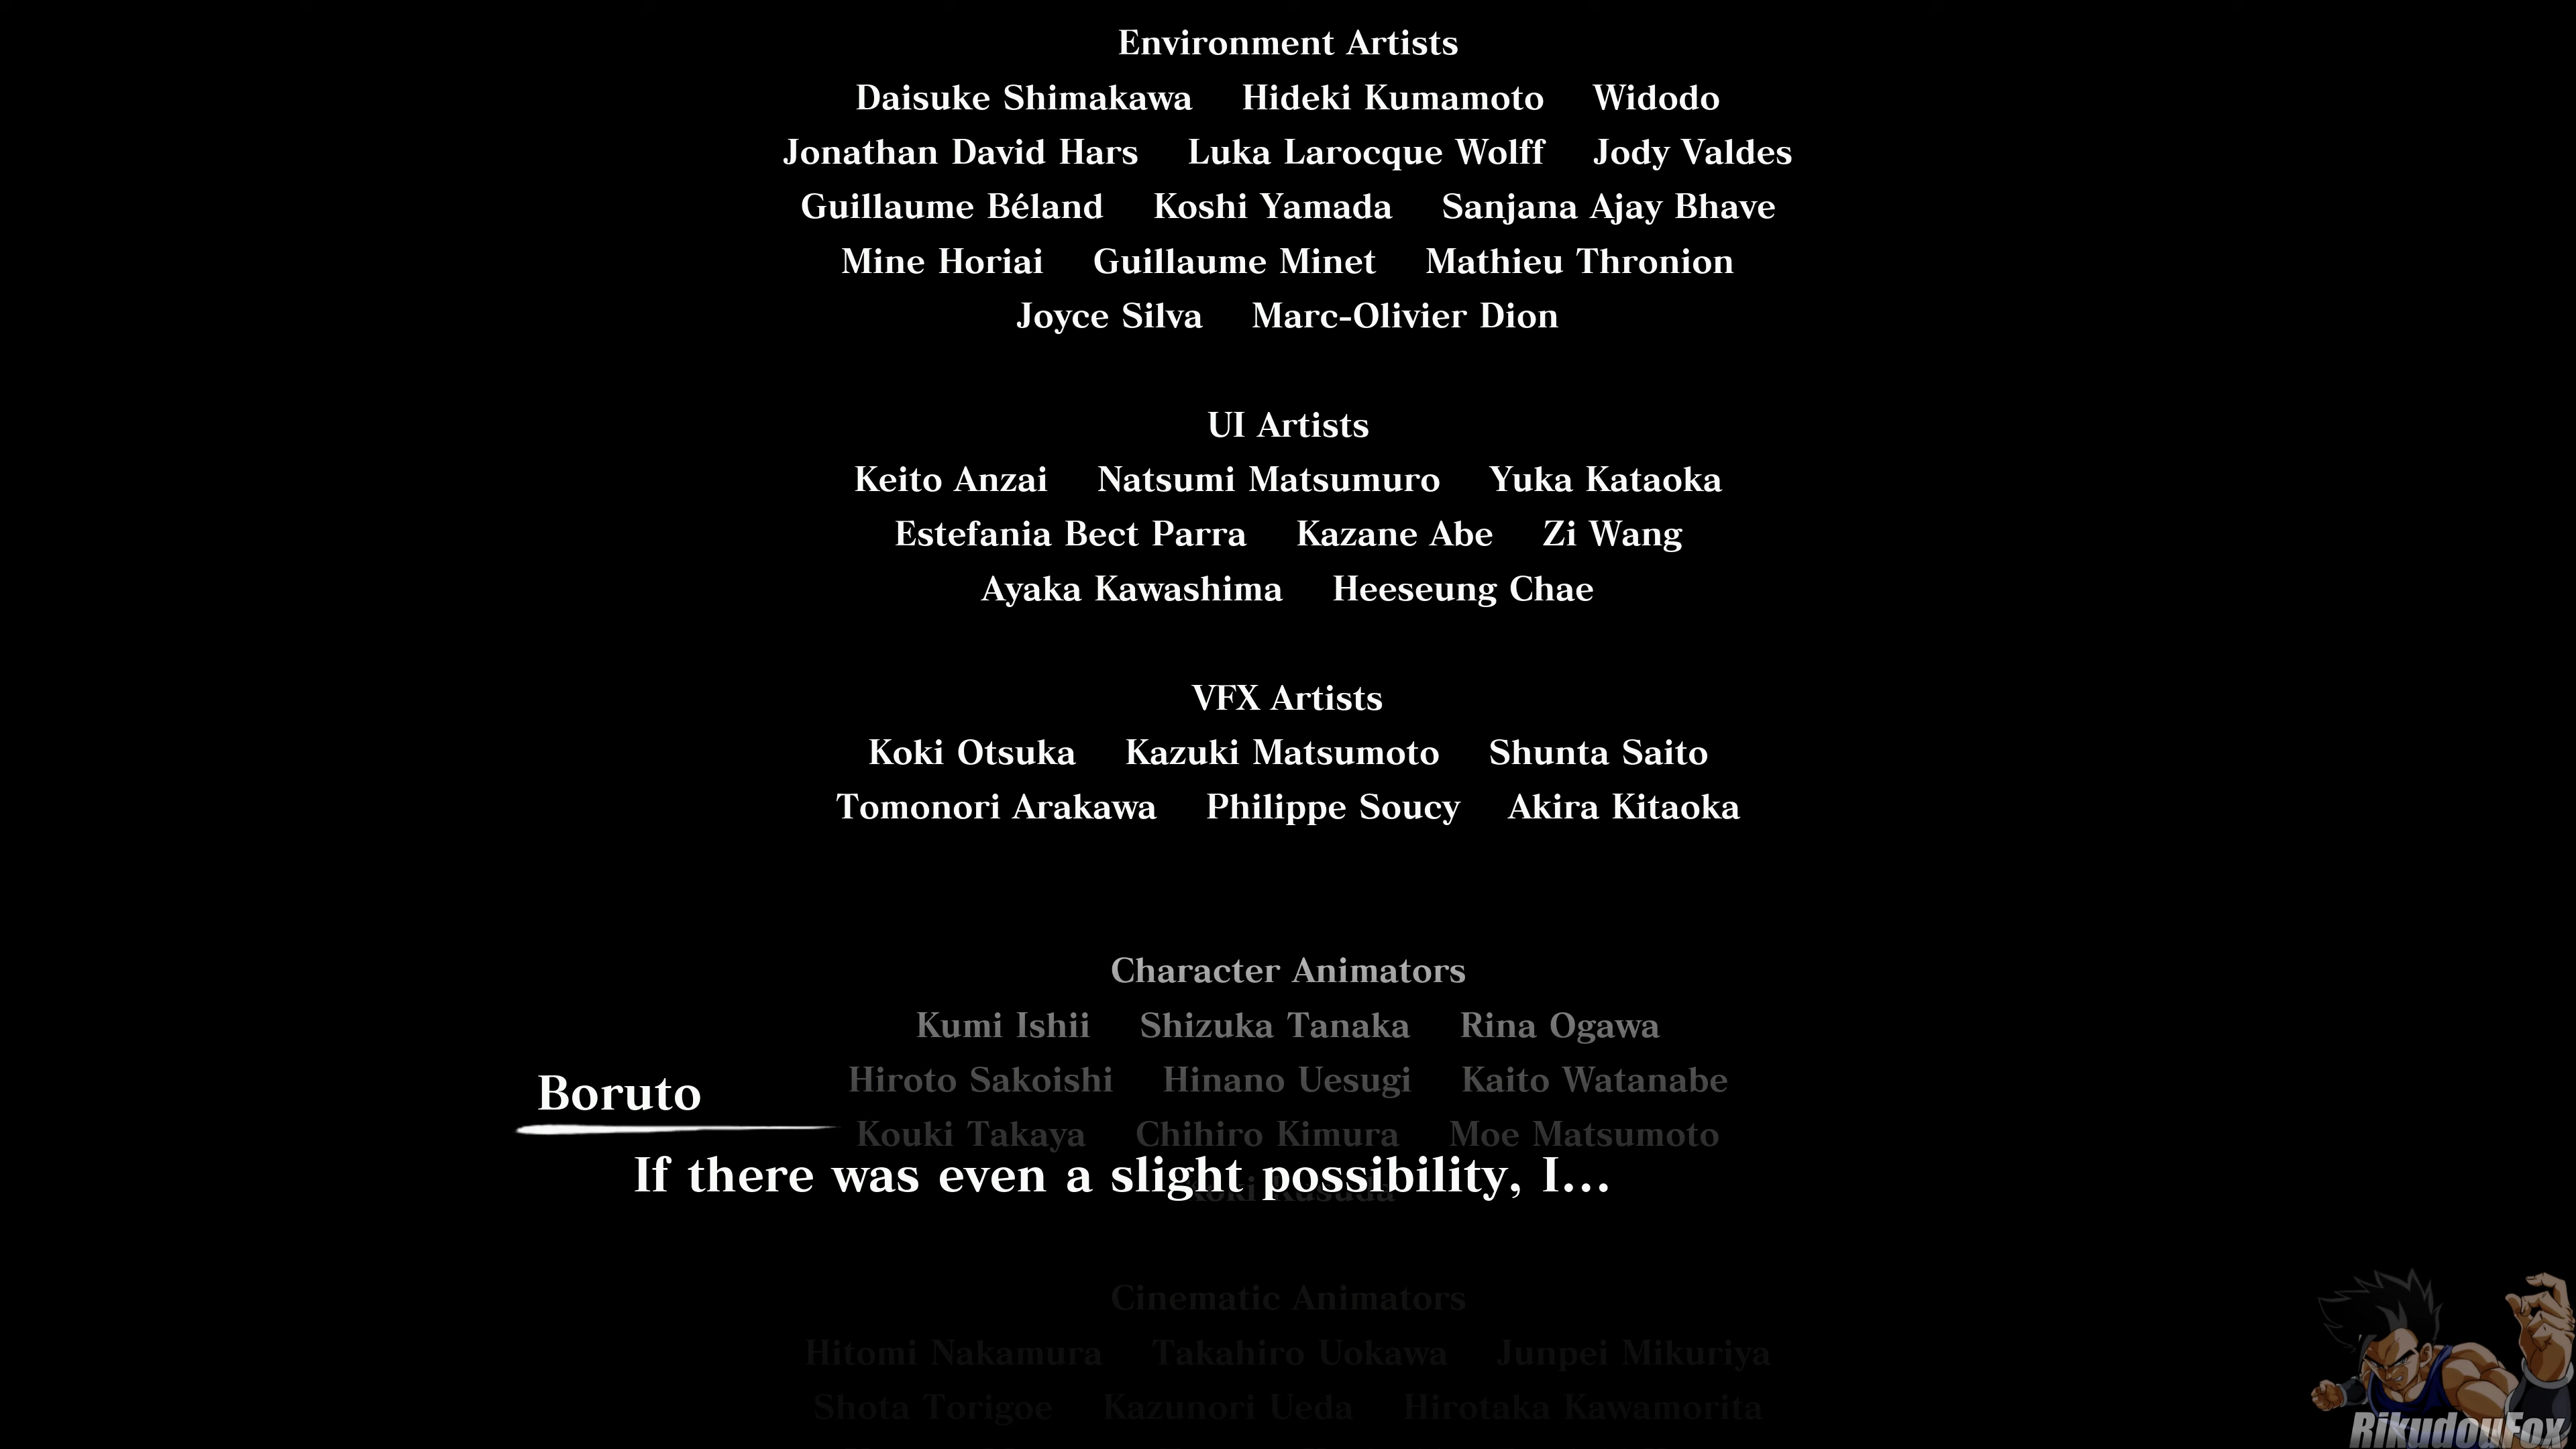 Environment Artists
Daisuke Shimakawa Hideki Kumamoto Widodo
Jonathan David Hars Luka Larocque Wolff Jody Valdes
Guillaume Béland Koshi Yamada Sanjana Ajay Bhave
Mine Horiai Guillaume Minet Mathieu Thronion
Joyce Silva Marc-Olivier Dion
UI Artists
Keito Anzai Natsumi Matsumuro Yuka Kataoka
Estefania Bect Parra Kazane Abe Zi Wang
Ayaka Kawashima Heeseung Chae
VFX Artists
Koki Otsuka Kazuki Matsumoto Shunta Saito
Tomonori Arakawa Philippe Soucy Akira Kitaoka
Character Animators
Kumi Ishii Shizuka Tanaka Rina Ogawa
Hiroto Sakoishi Hinano Uesugi Kaito Watanabe
Boruto
Kouki Takaya Chihiro Kimura Moe Matsumoto
If there was even a slight possibility, I...
Cinematic Animators
Hitomi Nakamura Takahiro Uokawa Junpei Mikuriya
Shota Torigoe Kazunori Ueda Hirotaka Kawamorita
RikudouFox